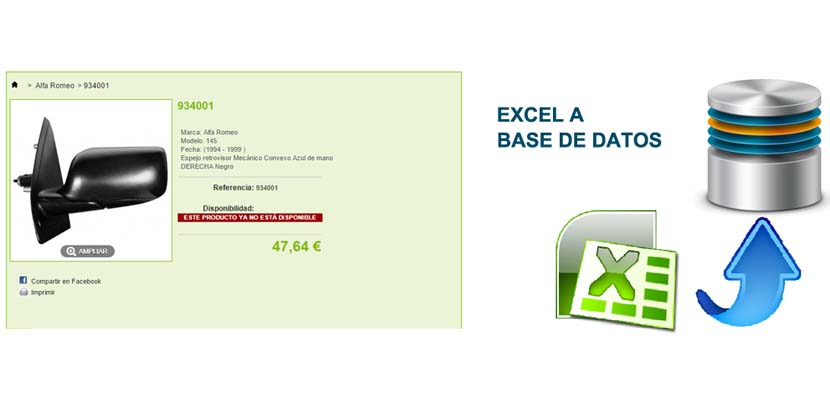 > Alfa Romeo > 934001
934001
Marca: Alfa Romeo
Modelo: 145
Fecha: (1994 - 1999 )
Espejo retrovisor Mecánico Convexo Azul de mano
DERECHA Negro
Referencia: 934001
Disponibilidad:
ESTE PRODUCTO YA NO ESTÁ DISPONIBLE
47,64 €
AMPLIAR
Compartir en Facebook
Imprimir
EXCEL A
BASE DE DATOS
X